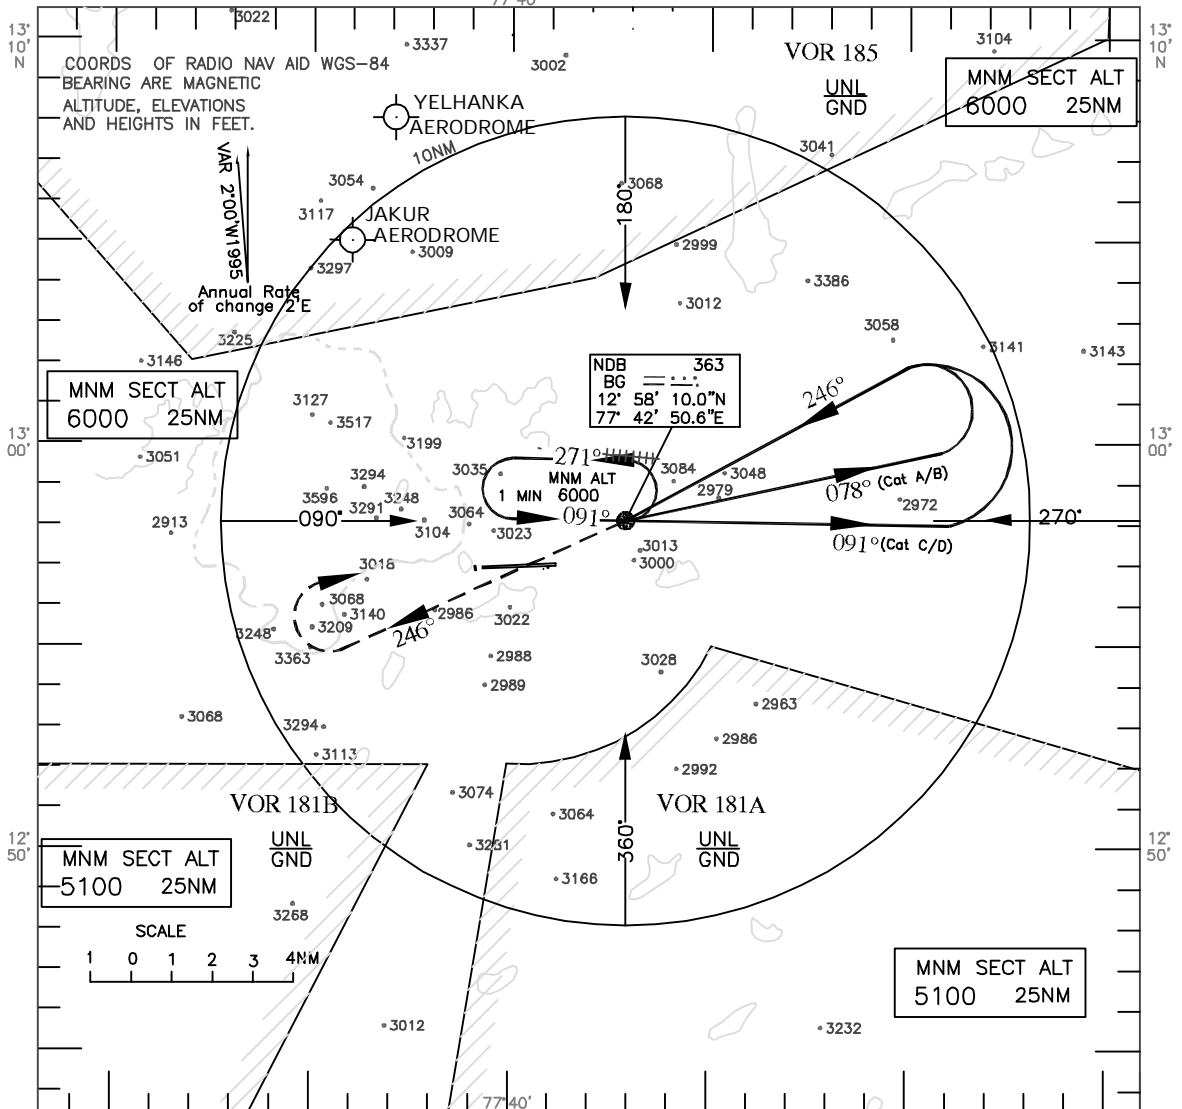 77°40'
3022
3337
3002
3104
13°
10'
N
13°
10'
N
COORDS OF RADIO NAV AID WGS-84
BEARING ARE MAGNETIC
ALTITUDE, ELEVATIONS
AND HEIGHTS IN FEET.
VOR 185
UNL
GND
MNM SECT ALT
6000 25NM
YELHANKA
AERODROME
10NM
VAR 2°00'W1995
Annual Rate
of change 2'E
3041
3054
3117
3068
180°
JAKUR
AERODROME
3009
2999
3297
3386
3012
3225
3058
3146
3141
3143
NDB 363
BG
12° 58' 10.0"N
77° 42' 50.6"E
MNM SECT ALT
6000 25NM
246°
3127
3517
3199
13°
00'
13°
00'
3051
3035
271°
3084
3048
MNM ALT
1 MIN 6000
091°
3294
3596
3248
3291
2979
078° (Cat A/B)
2972
2913
090°
3104
3064
3023
270°
091° (Cat C/D)
3013
3000
3018
3068
3140
2986
3022
246°
3248
3209
3363
2988
2989
3028
3068
2963
3294
3113
2986
2992
VOR 181B
UNL
GND
3074
3064
VOR 181A
UNL
GND
360°
12°
50'
12°
50'
3231
3166
MNM SECT ALT
5100 25NM
3268
SCALE
1 0 1 2 3 4NM
MNM SECT ALT
5100 25NM
3012
3232
77°40'